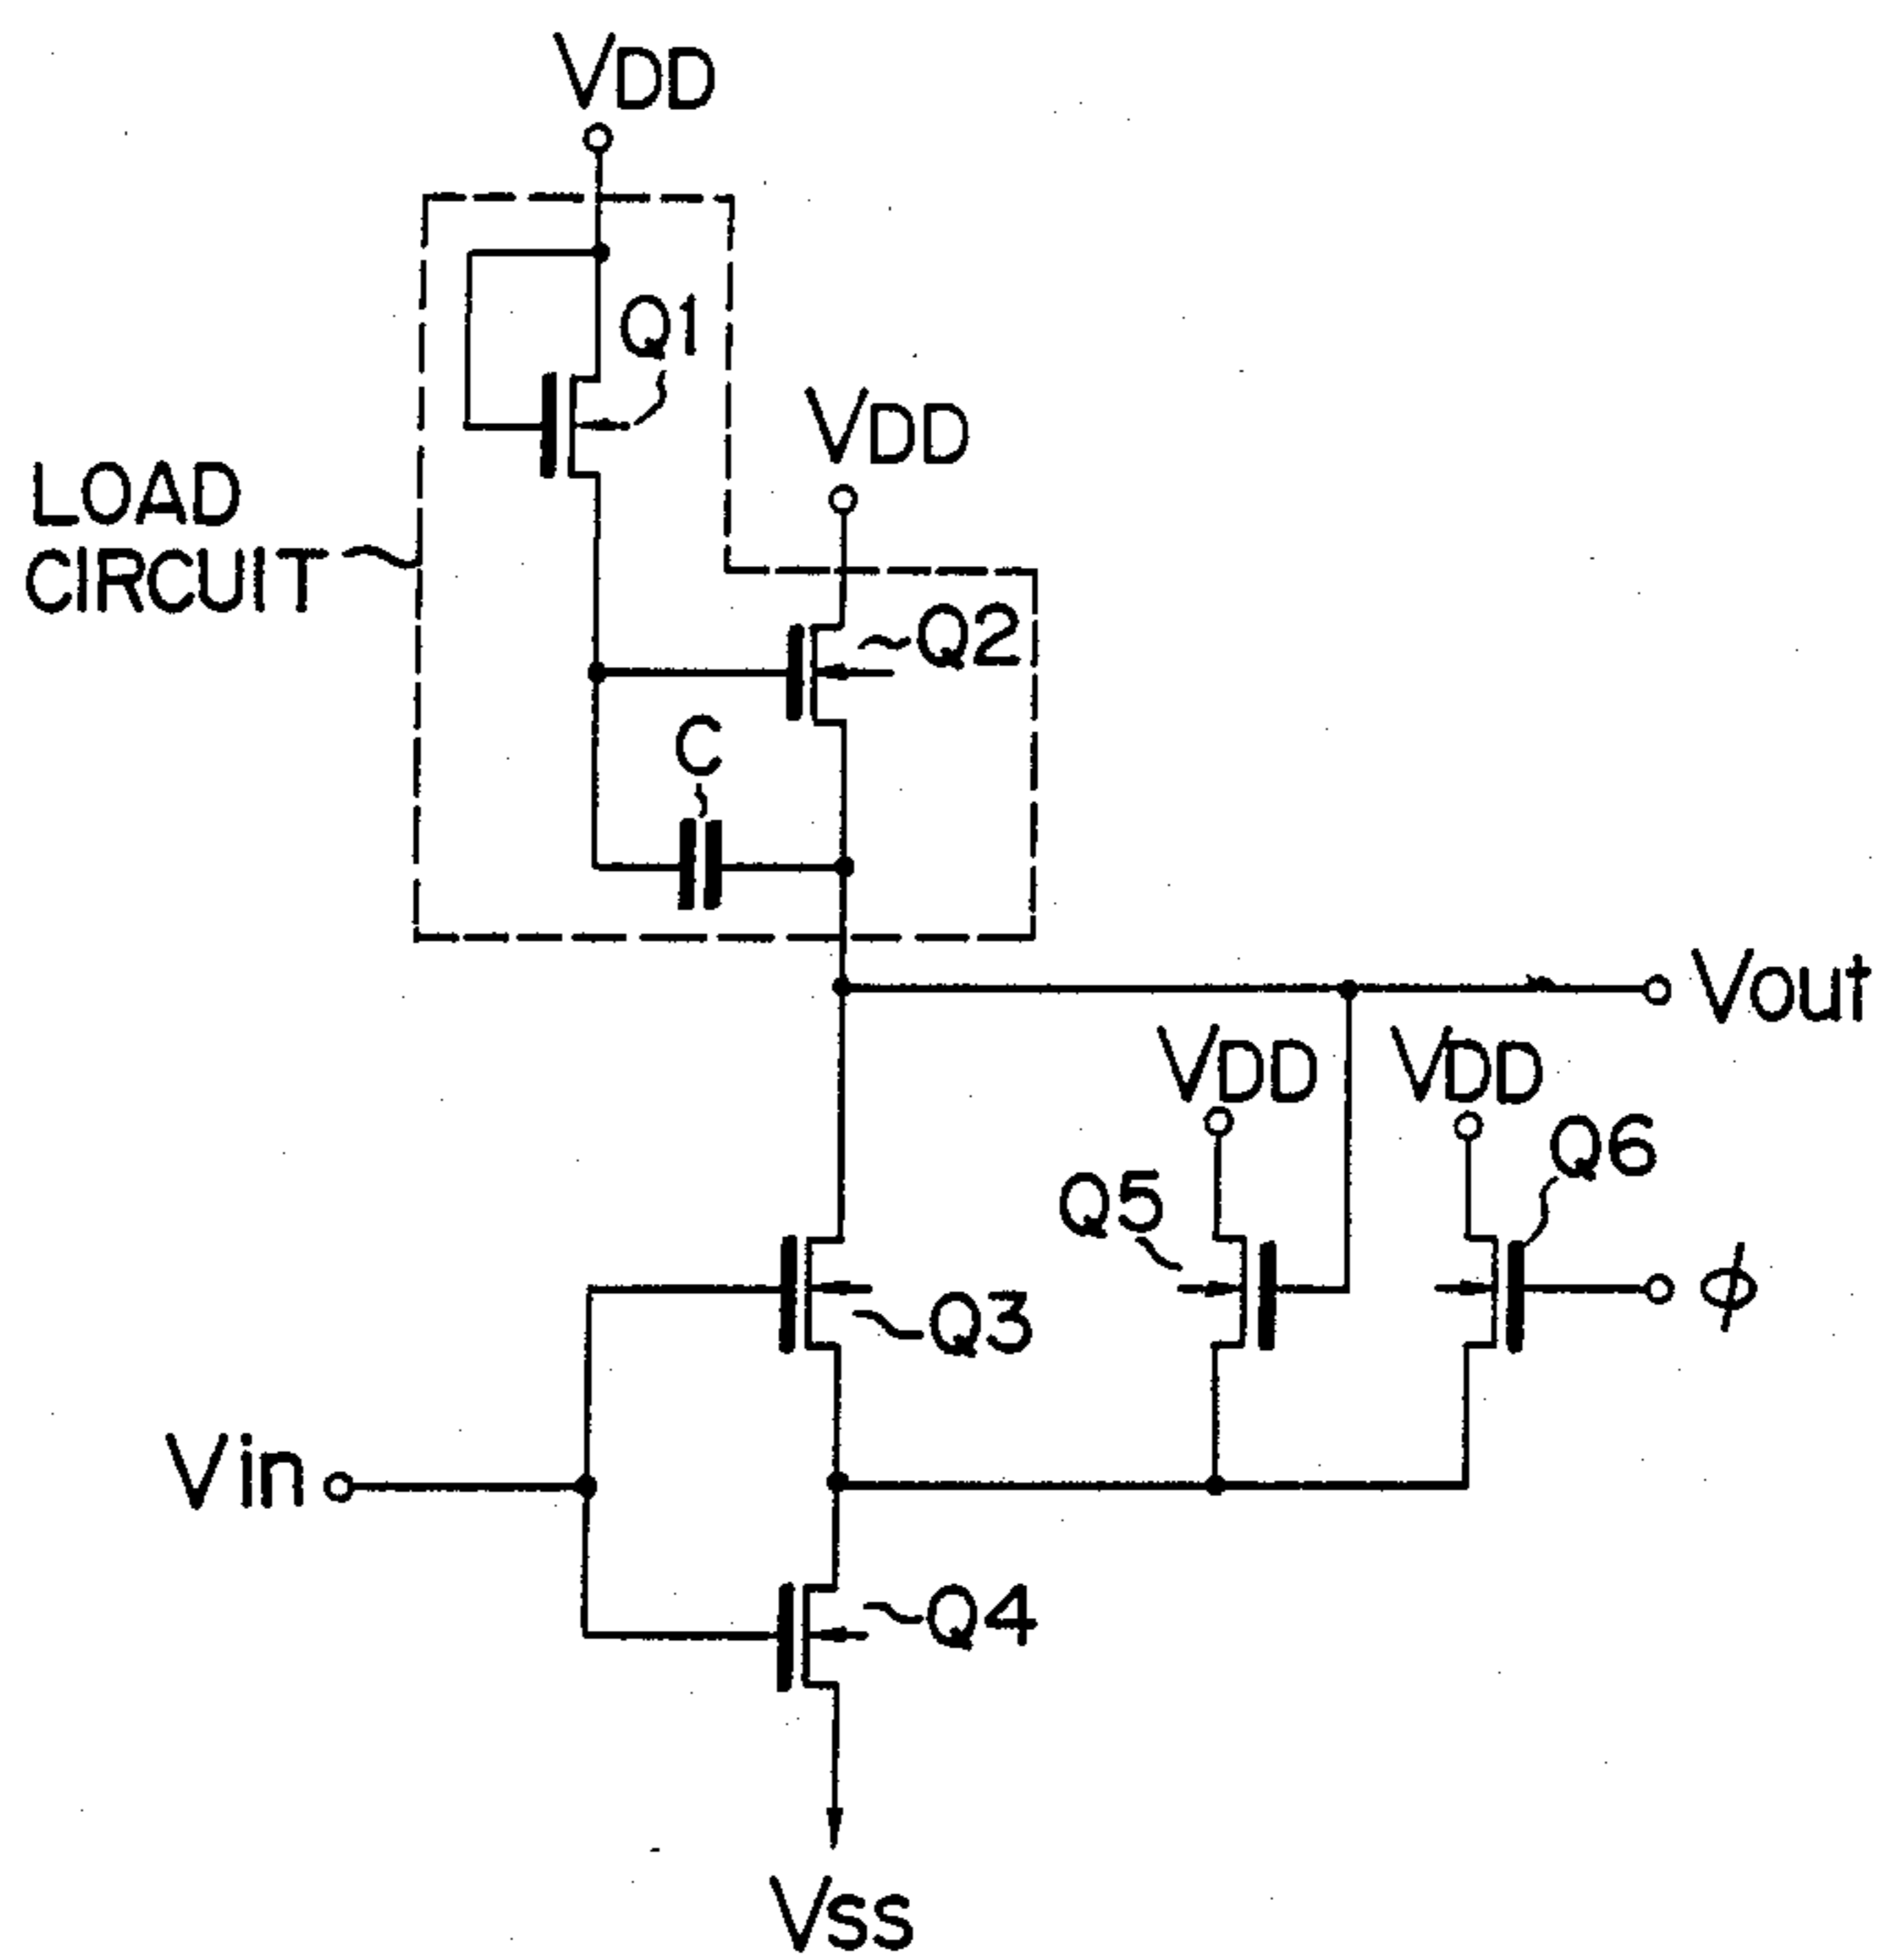 VDD
Q1
VDD
LOAD
CIRCUIT
Q2
C
Vout
VDD
VDD
Q6
Q5
Q3
ϕ
Vin
Q4
VSS